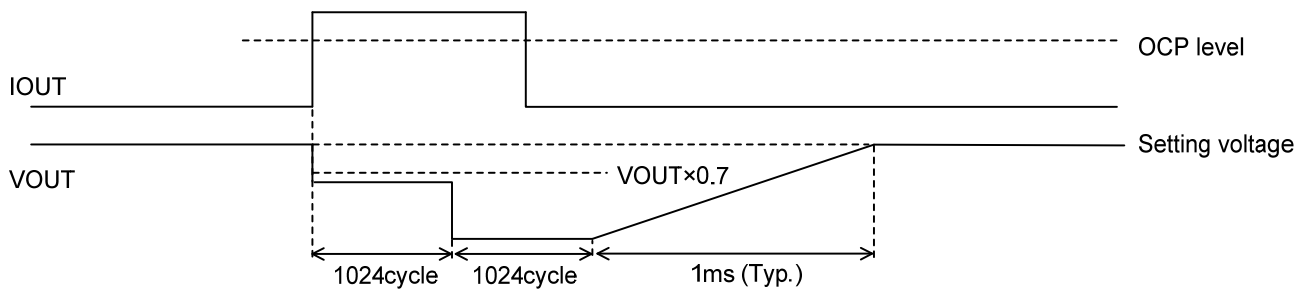 OCP level
IOUT
Setting voltage
VOUT
VOUT×0.7
1024cycle
1024cycle
1ms (Typ.)